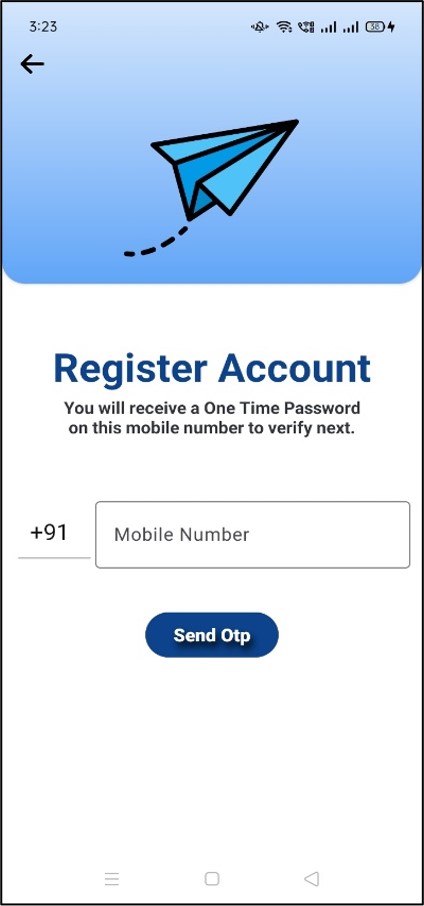 3:23
30
Register Account
You will receive a One Time Password
on this mobile number to verify next.
+91
Mobile Number
Send Otp